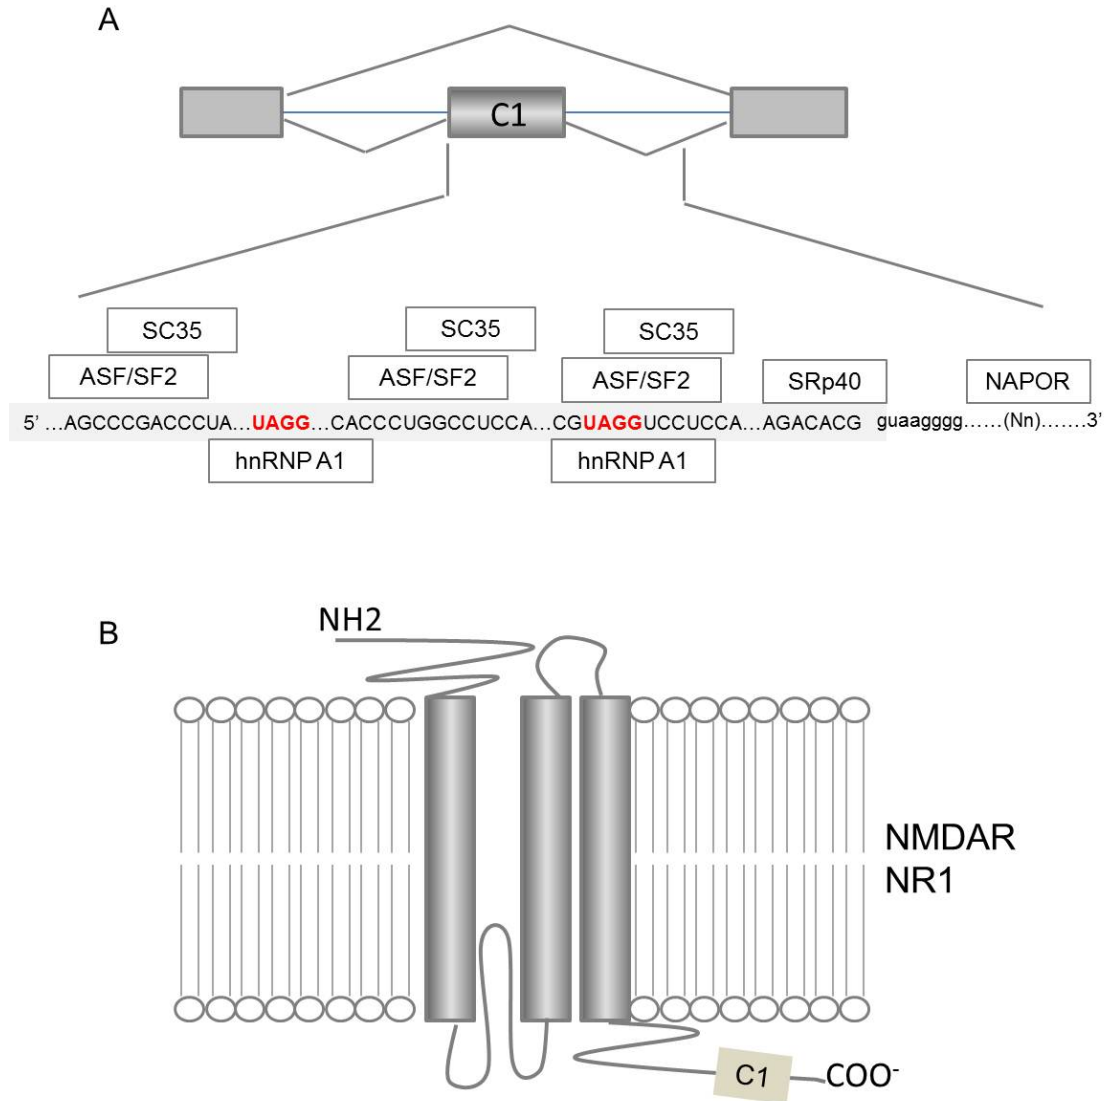 A
C1
SC35 SC35 SC35
ASF/SF2 ASF/SF2 ASF/SF2 SRp40 NAPOR
5’ ...AGCCCGACCCUA...UAGG...CACCCUGGCCUCCA...CGUAGGUCCUCCA...AGACACG guaagggg......(Nn).......3’
hnRNP A1 hnRNP A1
B
NH2
NMDAR
NR1
C1 COO-